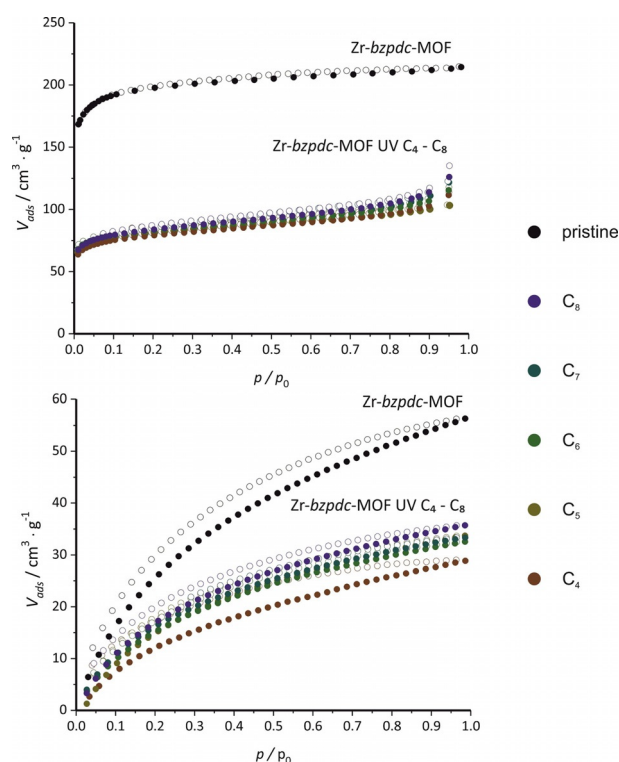 250
200
150
100
50
0
V_ads / cm³ · g⁻¹
Zr-bzpdc-MOF
Zr-bzpdc-MOF UV C₄ - C₈
0.0 0.1 0.2 0.3 0.4 0.5 0.6 0.7 0.8 0.9 1.0
p / p₀
60
50
40
30
20
10
0
V_ads / cm³ · g⁻¹
Zr-bzpdc-MOF
Zr-bzpdc-MOF UV C₄ - C₈
0.0 0.1 0.2 0.3 0.4 0.5 0.6 0.7 0.8 0.9 1.0
p / p₀
pristine
C₈
C₇
C₆
C₅
C₄